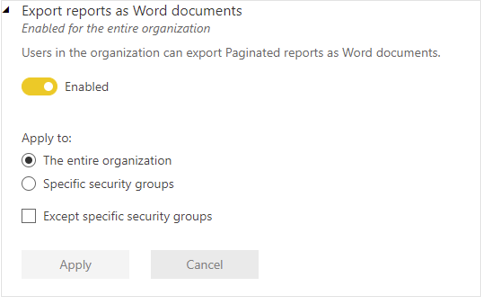 Export reports as Word documents
Enabled for the entire organization
Users in the organization can export Paginated reports as Word documents.
Enabled
Apply to:
The entire organization
Specific security groups
Except specific security groups
Apply
Cancel